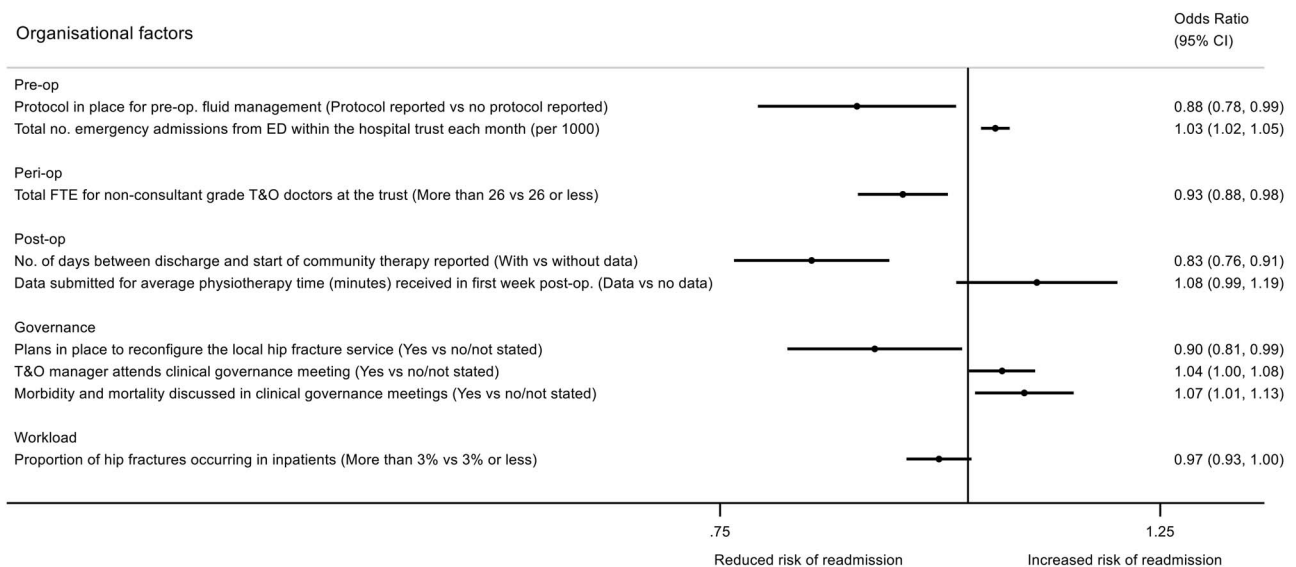 Organisational factors
Odds Ratio
(95% CI)
Pre-op
Protocol in place for pre-op. fluid management (Protocol reported vs no protocol reported) 0.88 (0.78, 0.99)
Total no. emergency admissions from ED within the hospital trust each month (per 1000) 1.03 (1.02, 1.05)
Peri-op
Total FTE for non-consultant grade T&O doctors at the trust (More than 26 vs 26 or less) 0.93 (0.88, 0.98)
Post-op
No. of days between discharge and start of community therapy reported (With vs without data) 0.83 (0.76, 0.91)
Data submitted for average physiotherapy time (minutes) received in first week post-op. (Data vs no data) 1.08 (0.99, 1.19)
Governance
Plans in place to reconfigure the local hip fracture service (Yes vs no/not stated) 0.90 (0.81, 0.99)
T&O manager attends clinical governance meeting (Yes vs no/not stated) 1.04 (1.00, 1.08)
Morbidity and mortality discussed in clinical governance meetings (Yes vs no/not stated) 1.07 (1.01, 1.13)
Workload
Proportion of hip fractures occurring in inpatients (More than 3% vs 3% or less) 0.97 (0.93, 1.00)
.75 1.25
Reduced risk of readmission Increased risk of readmission